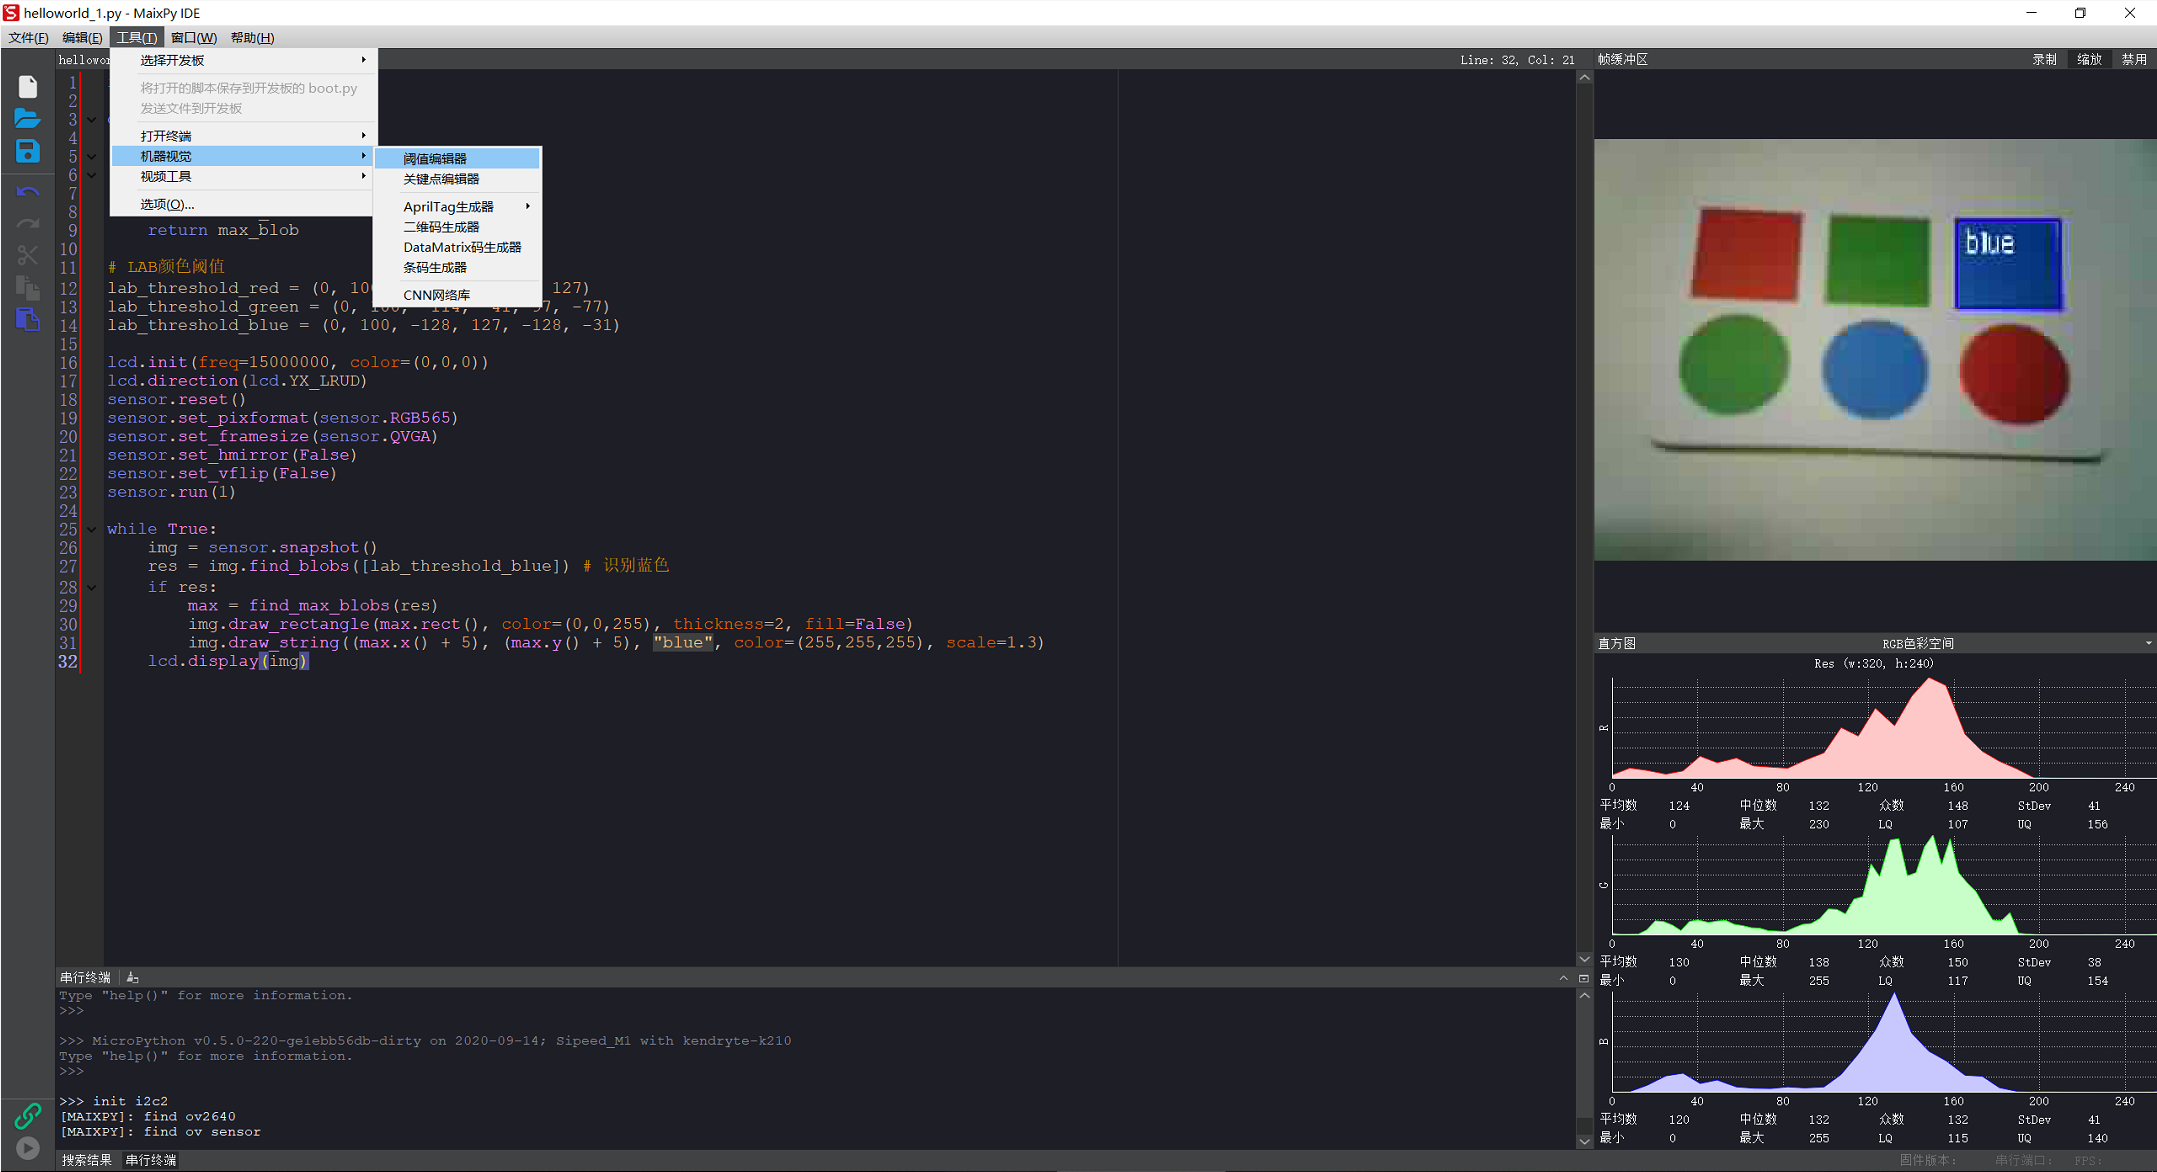 helloworld_1.py - MaixPy IDE
文件(F) 编辑(E) 工具(T) 窗口(W) 帮助(H)
hellowor
Line: 32, Col: 21
帧缓冲区 录制 缩放 禁用
选择开发板
将打开的脚本保存到开发板的 boot.py
发送文件到开发板
打开终端
机器视觉
视频工具
选项(O)...
阈值编辑器
关键点编辑器
AprilTag生成器
二维码生成器
DataMatrix码生成器
条码生成器
CNN网络库
1
2
3
4
5
6
7
8
9 return max_blob
10
11 # LAB颜色阈值
12 lab_threshold_red = (0, 10 127)
13 lab_threshold_green = (0, 100, -77)
14 lab_threshold_blue = (0, 100, -128, 127, -128, -31)
15
16 lcd.init(freq=15000000, color=(0,0,0))
17 lcd.direction(lcd.YX_LRUD)
18 sensor.reset()
19 sensor.set_pixformat(sensor.RGB565)
20 sensor.set_framesize(sensor.QVGA)
21 sensor.set_hmirror(False)
22 sensor.set_vflip(False)
23 sensor.run(1)
24
25 while True:
26 img = sensor.snapshot()
27 res = img.find_blobs([lab_threshold_blue]) # 识别蓝色
28 if res:
29 max = find_max_blobs(res)
30 img.draw_rectangle(max.rect(), color=(0,0,255), thickness=2, fill=False)
31 img.draw_string((max.x() + 5), (max.y() + 5), "blue", color=(255,255,255), scale=1.3)
32 lcd.display(img)
blue
直方图 RGB色彩空间
Res (w:320, h:240)
R
0 40 80 120 160 200 240
平均数 124 中位数 132 众数 148 StDev 41
最小 0 最大 230 LQ 107 UQ 156
G
0 40 80 120 160 200 240
平均数 130 中位数 138 众数 150 StDev 38
最小 0 最大 255 LQ 117 UQ 154
B
0 40 80 120 160 200 240
平均数 120 中位数 132 众数 132 StDev 41
最小 0 最大 255 LQ 115 UQ 140
串行终端
Type "help()" for more information.
>>>
>>> MicroPython v0.5.0-220-ge1ebb56db-dirty on 2020-09-14; Sipeed_M1 with kendryte-k210
Type "help()" for more information.
>>>
>>> init i2c2
[MAIXPY]: find ov2640
[MAIXPY]: find ov sensor
搜索结果 串行终端
固件版本: 串行端口: FPS: